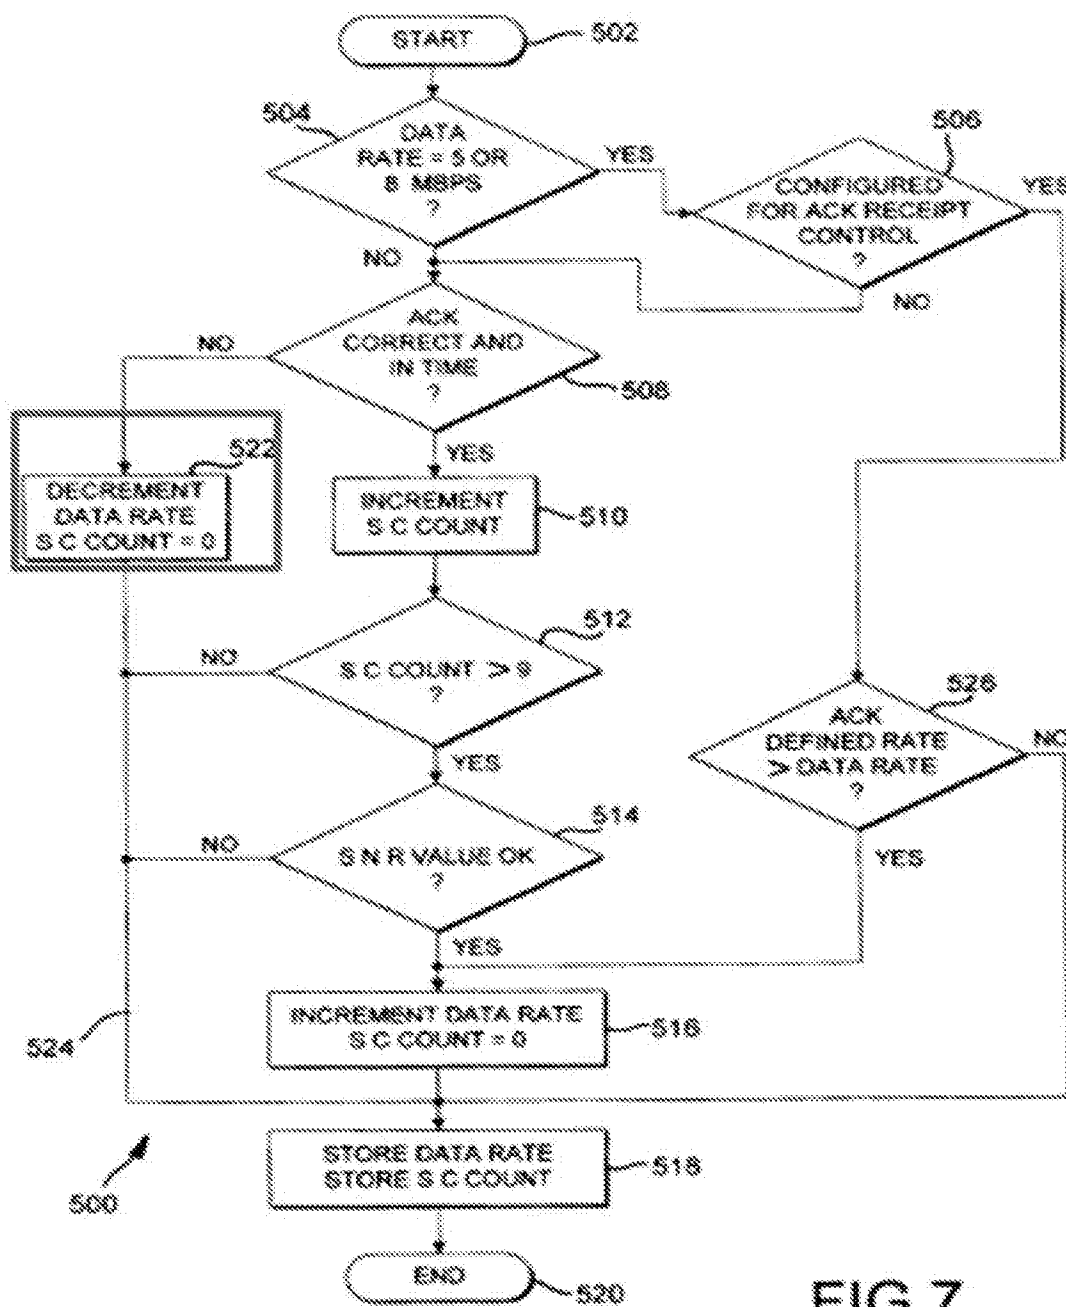 START
502
504
DATA
RATE = 5 OR
8 MBPS
?
YES
506
CONFIGURED
FOR ACK RECEIPT
CONTROL
?
YES
NO
NO
ACK
CORRECT AND
IN TIME
?
NO
508
522
YES
DECREMENT
DATA RATE
S C COUNT = 0
INCREMENT
S C COUNT
510
512
NO
S C COUNT > 9
?
YES
526
ACK
DEFINED RATE
> DATA RATE
?
NO
YES
514
NO
S N R VALUE OK
?
YES
INCREMENT DATA RATE
S C COUNT = 0
516
524
STORE DATA RATE
STORE S C COUNT
518
500
END
520
FIG.7